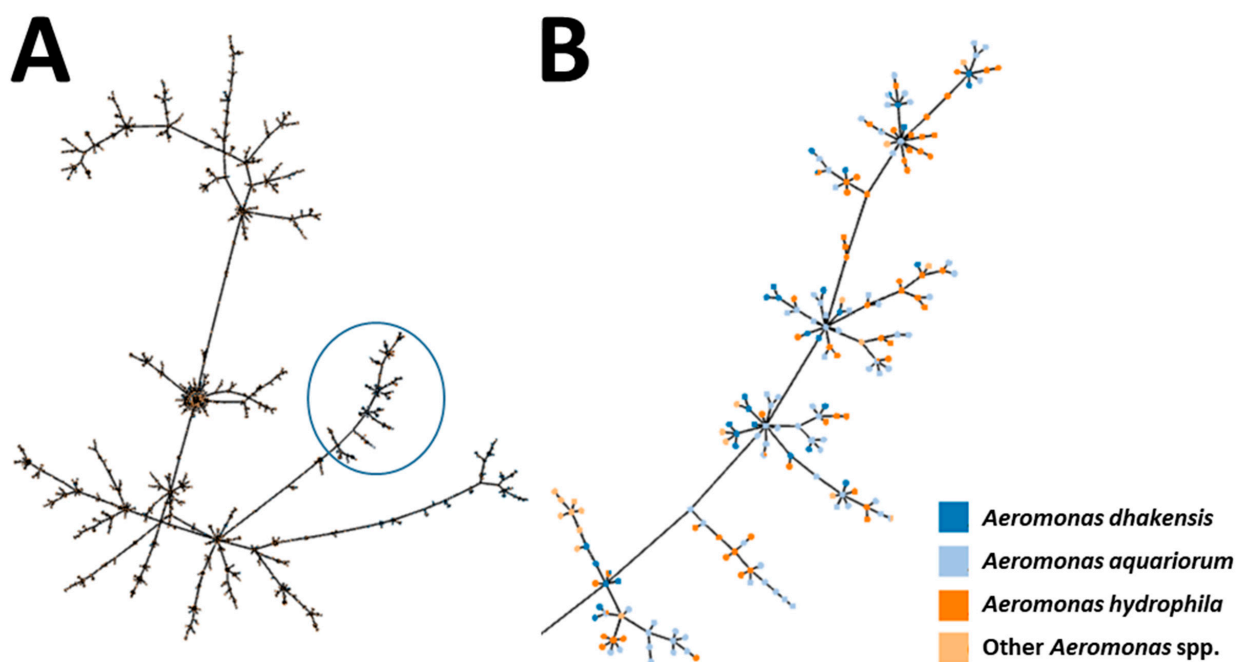 A
B
Aeromonas dhakensis
Aeromonas aquariorum
Aeromonas hydrophila
Other Aeromonas spp.